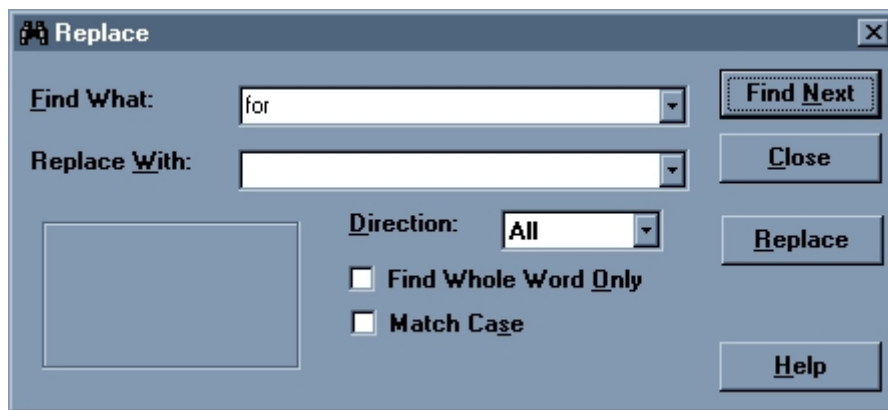 Replace
Find What: for Find Next
Replace With: Close
Direction: All Replace
Find Whole Word Only
Match Case
Help